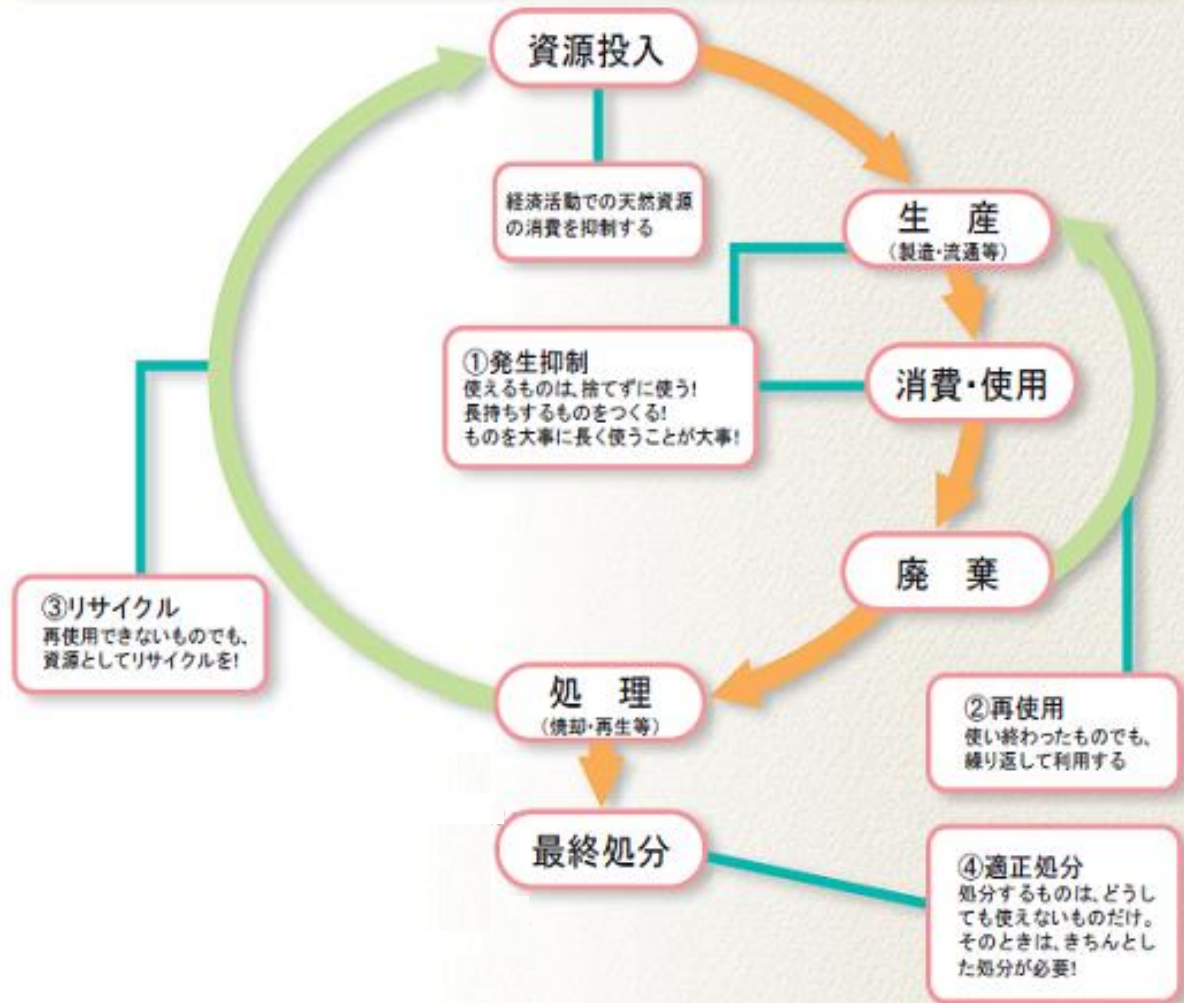 資源投入
経済活動での天然資源
の消費を抑制する
生 産
(製造・流通等)
①発生抑制
使えるものは、捨てずに使う!
長持ちするものをつくる!
ものを大事に長く使うことが大事!
消費・使用
廃 棄
③リサイクル
再使用できないものでも、
資源としてリサイクルを!
処 理
(焼却・再生等)
②再使用
使い終わったものでも、
繰り返して利用する
最終処分
④適正処分
処分するものは、どうし
ても使えないものだけ。
そのときは、きちんとし
た処分が必要!